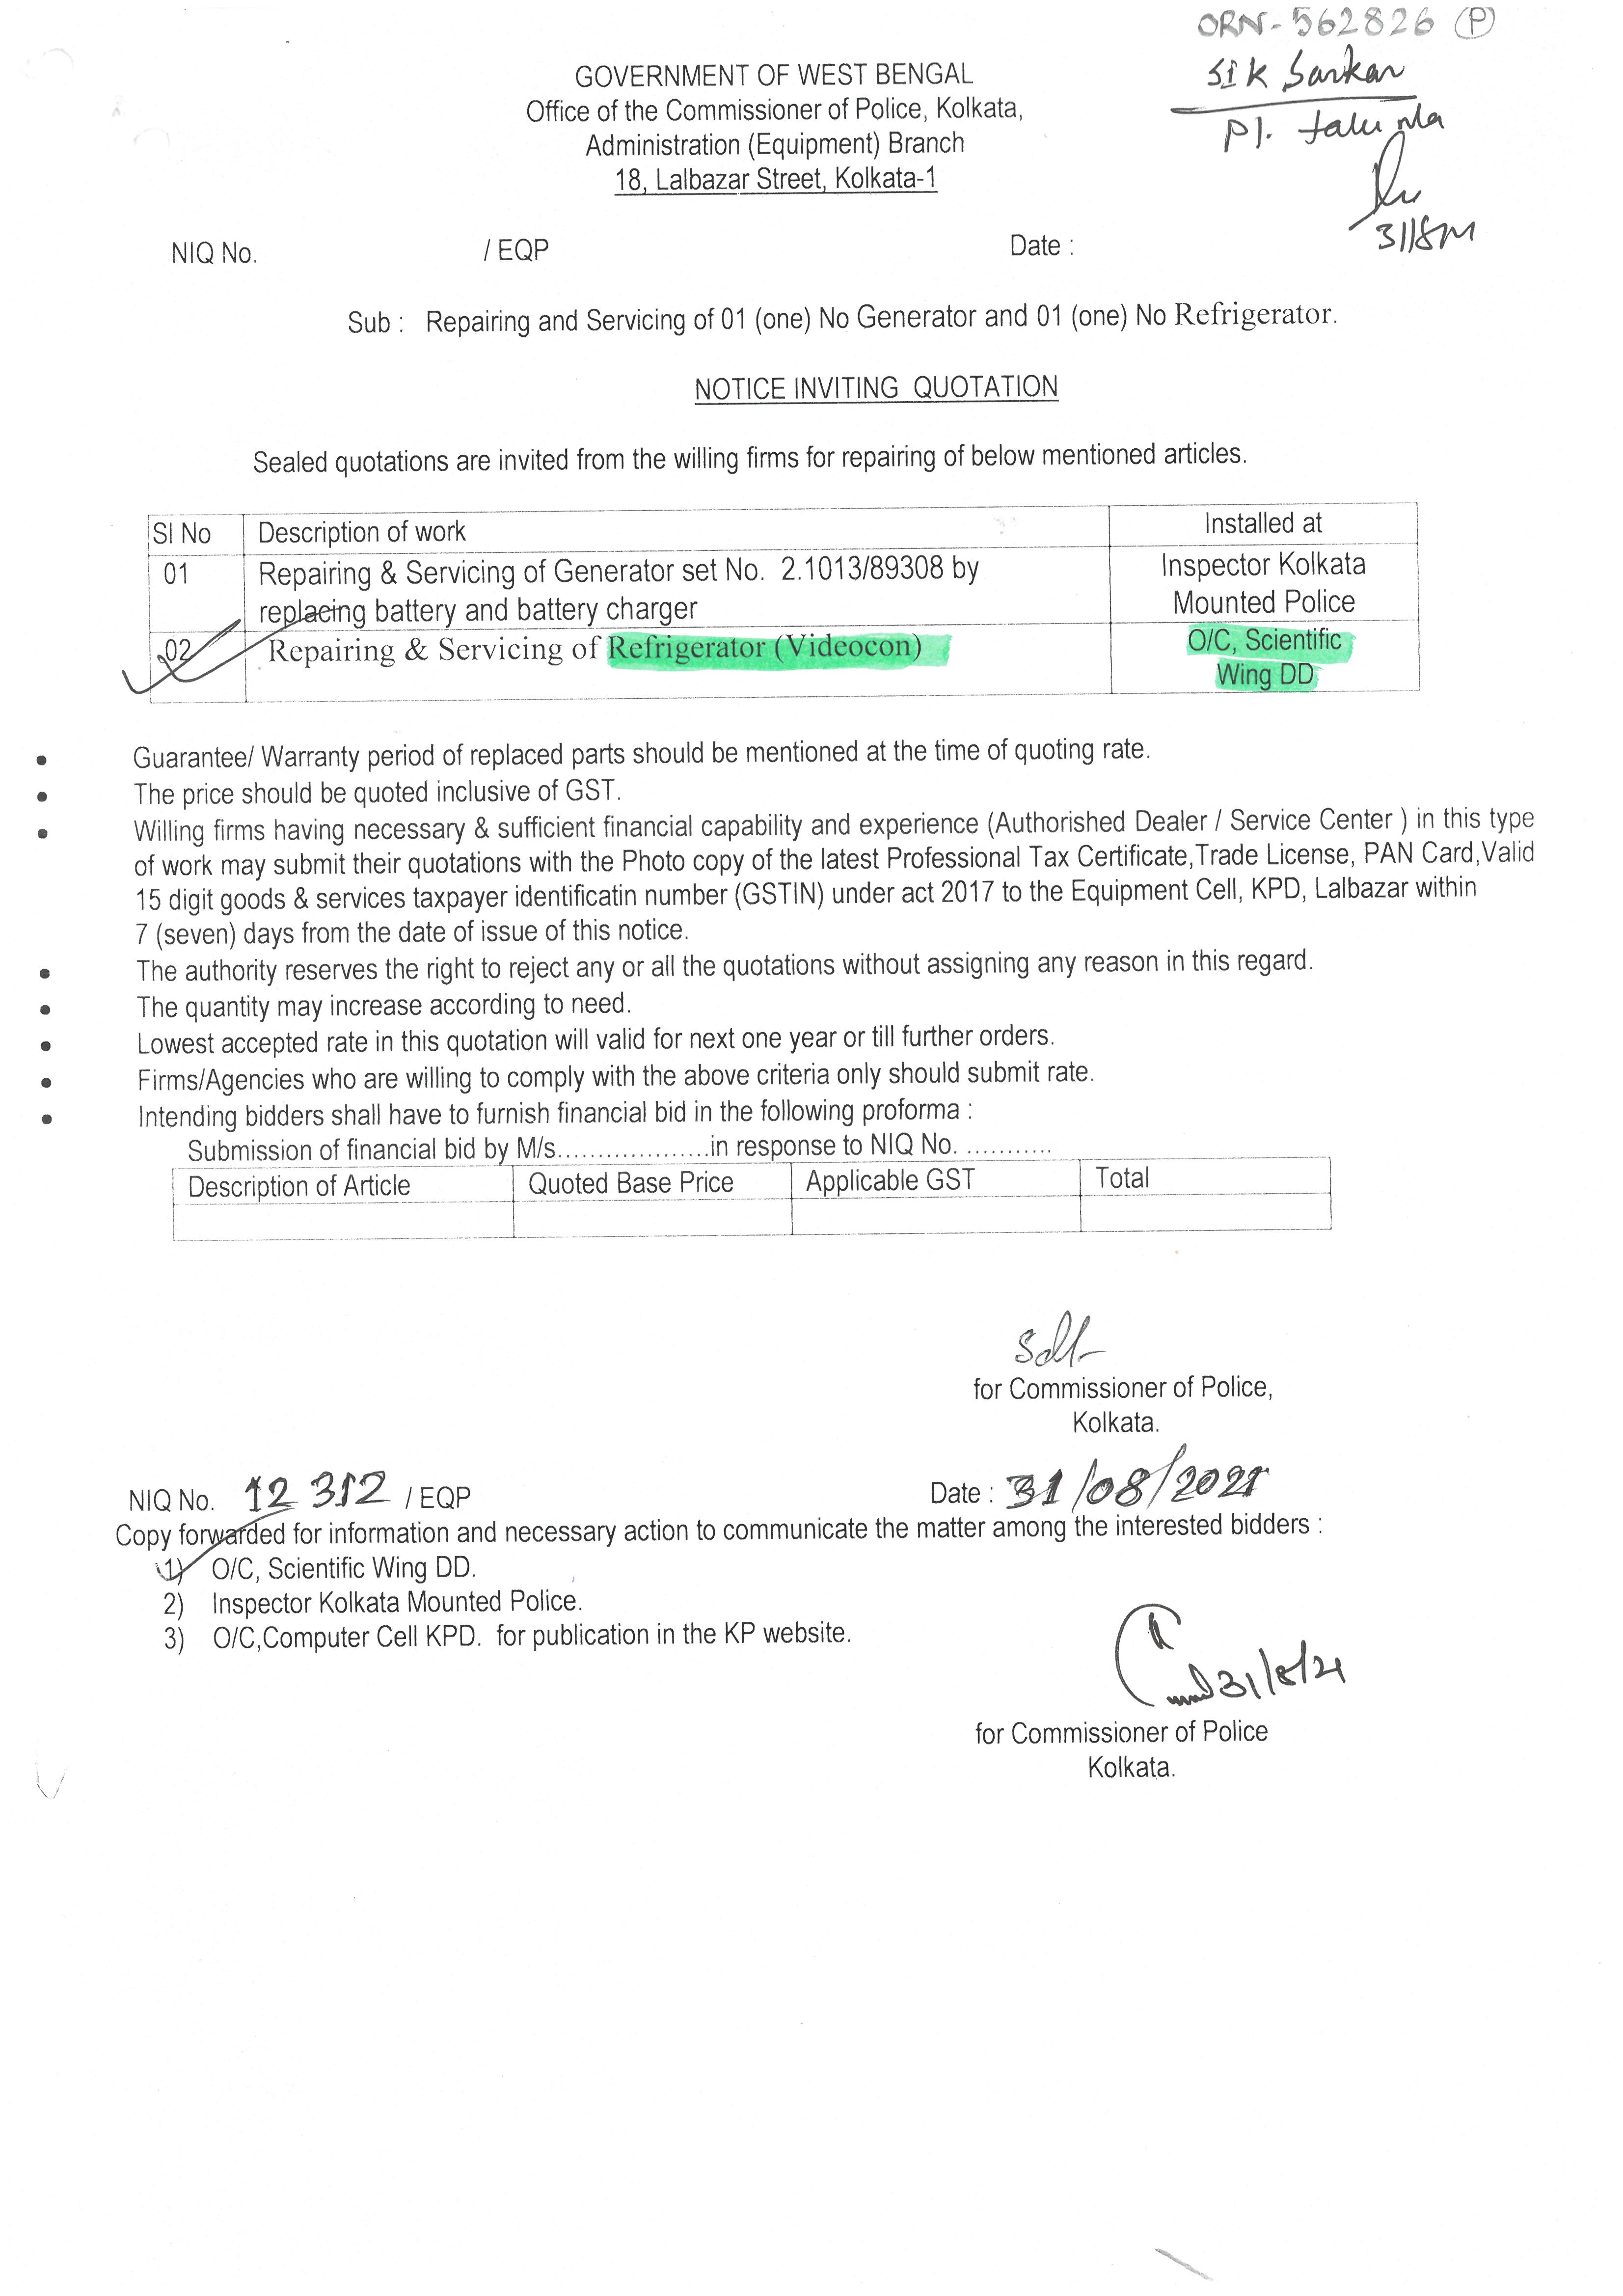 ORN-562826 (P)
SI K Sarkar
Pl.
GOVERNMENT OF WEST BENGAL
Office of the Commissioner of Police, Kolkata,
Administration (Equipment) Branch
18, Lalbazar Street, Kolkata-1
NIQ No. / EQP Date :
Sub : Repairing and Servicing of 01 (one) No Generator and 01 (one) No Refrigerator.
NOTICE INVITING QUOTATION
Sealed quotations are invited from the willing firms for repairing of below mentioned articles.
Sl No Description of work Installed at
01 Repairing & Servicing of Generator set No. 2.1013/89308 by Inspector Kolkata
replacing battery and battery charger Mounted Police
02 Repairing & Servicing of Refrigerator (Videocon) O/C, Scientific
Wing DD
• Guarantee/ Warranty period of replaced parts should be mentioned at the time of quoting rate.
• The price should be quoted inclusive of GST.
• Willing firms having necessary & sufficient financial capability and experience (Authorished Dealer / Service Center ) in this type
of work may submit their quotations with the Photo copy of the latest Professional Tax Certificate,Trade License, PAN Card,Valid
15 digit goods & services taxpayer identificatin number (GSTIN) under act 2017 to the Equipment Cell, KPD, Lalbazar within
7 (seven) days from the date of issue of this notice.
• The authority reserves the right to reject any or all the quotations without assigning any reason in this regard.
• The quantity may increase according to need.
• Lowest accepted rate in this quotation will valid for next one year or till further orders.
• Firms/Agencies who are willing to comply with the above criteria only should submit rate.
• Intending bidders shall have to furnish financial bid in the following proforma :
Submission of financial bid by M/s...................in response to NIQ No. ...........
Description of Article Quoted Base Price Applicable GST Total
Sd/-
for Commissioner of Police,
Kolkata.
NIQ No. 12312 / EQP Date : 31/08/2021
Copy forwarded for information and necessary action to communicate the matter among the interested bidders :
1) O/C, Scientific Wing DD.
2) Inspector Kolkata Mounted Police.
3) O/C,Computer Cell KPD. for publication in the KP website.
31/8/21
for Commissioner of Police
Kolkata.